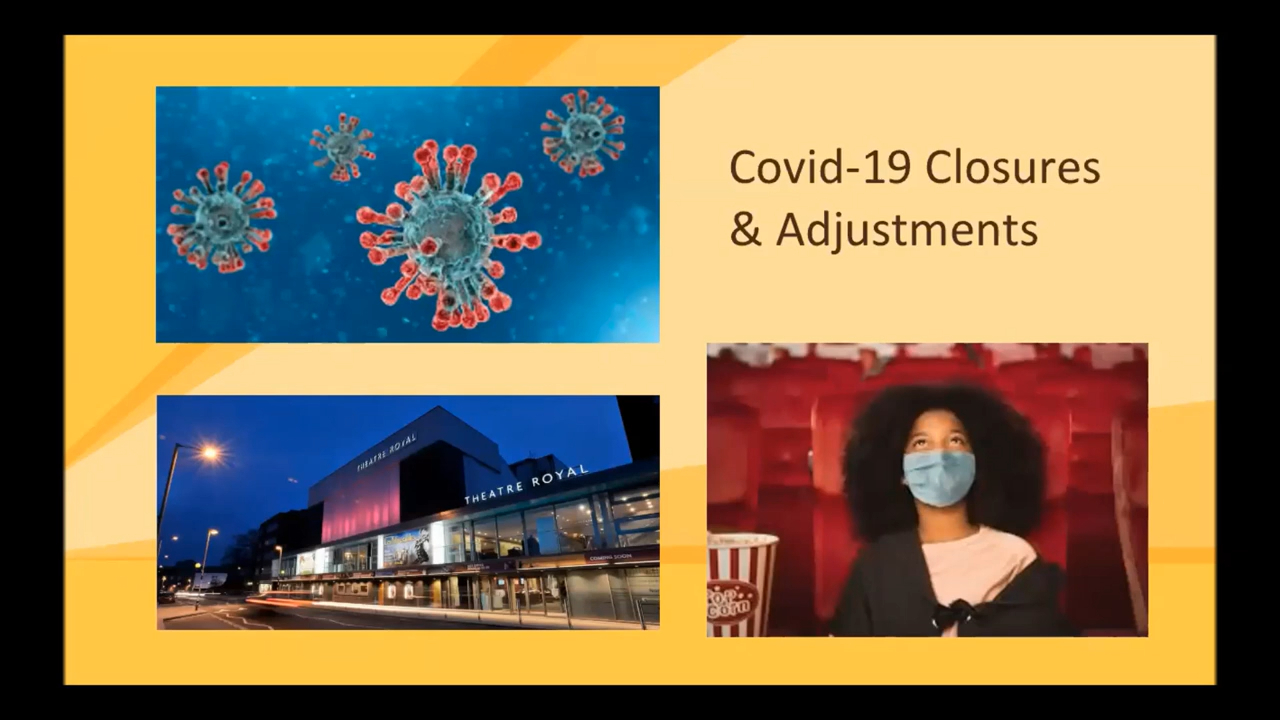 Covid-19 Closures
& Adjustments
THEATRE ROYAL
THEATRE ROYAL
COMING SOON
POP
CORN